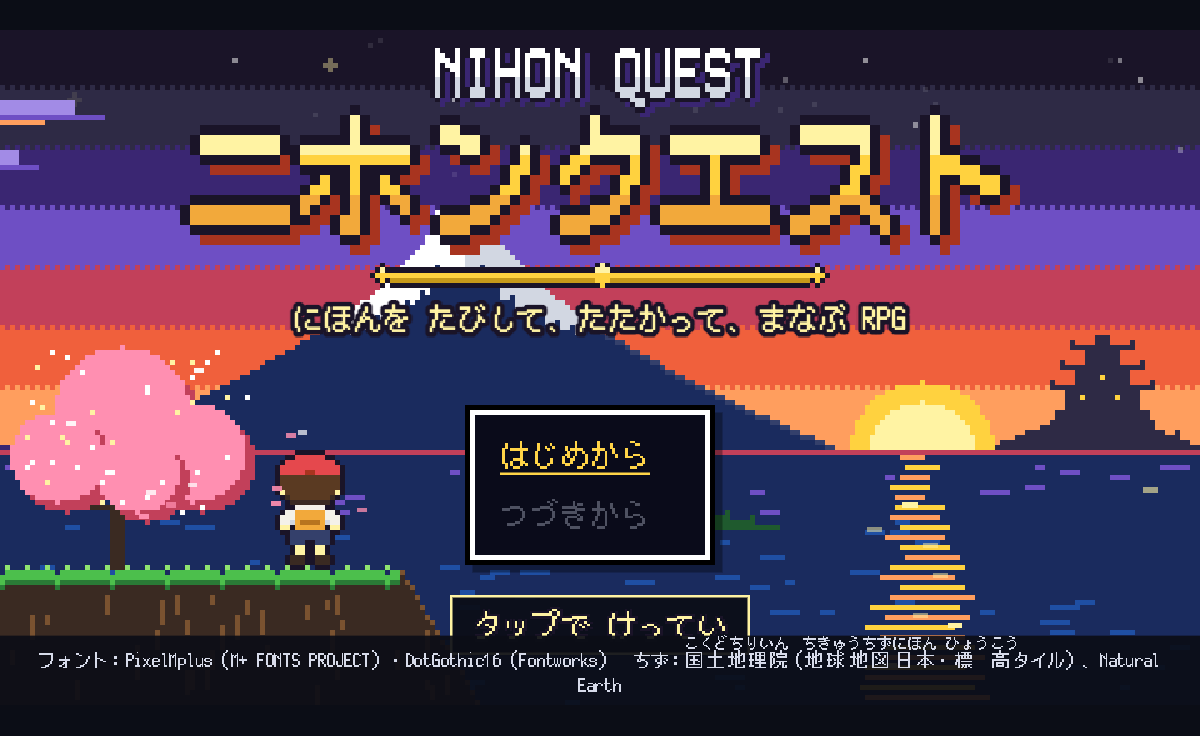 NIHON QUEST
ニホンクエスト
にほんを たびして、たたかって、まなぶ RPG
はじめから
つづきから
タップで けってい
こくどちりいん ちきゅうちずにほん ひょうこう
フォント：PixelMplus (M+ FONTS PROJECT) ・DotGothic16 (Fontworks) ちず：国土地理院 (地球地図日本・標 高タイル) 、Natural
Earth